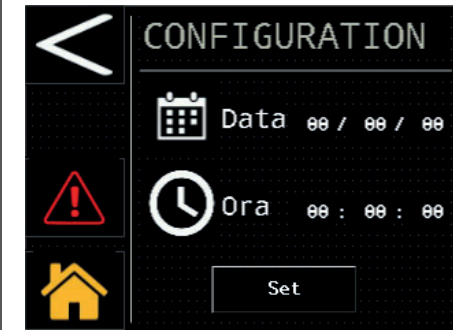 CONFIGURATION
Data 00 / 00 / 00
Ora 00 : 00 : 00
Set